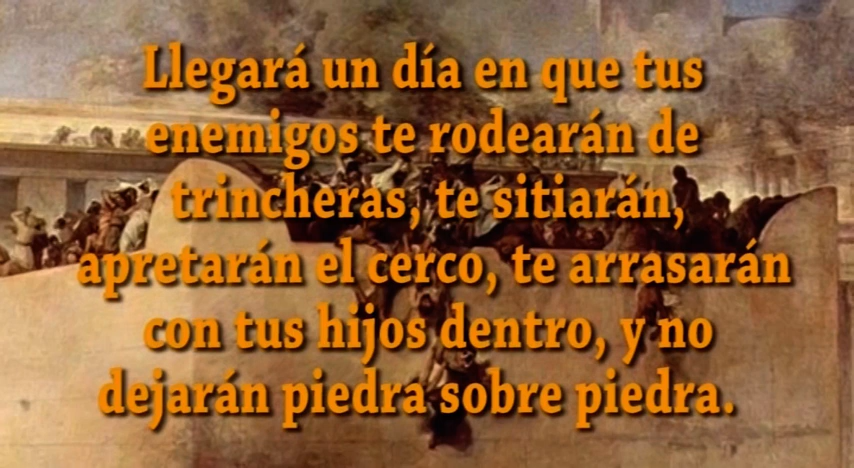 Llegará un día en que tus
enemigos te rodearán de
trincheras, te sitiarán,
apretarán el cerco, te arrasarán
con tus hijos dentro, y no
dejarán piedra sobre piedra.